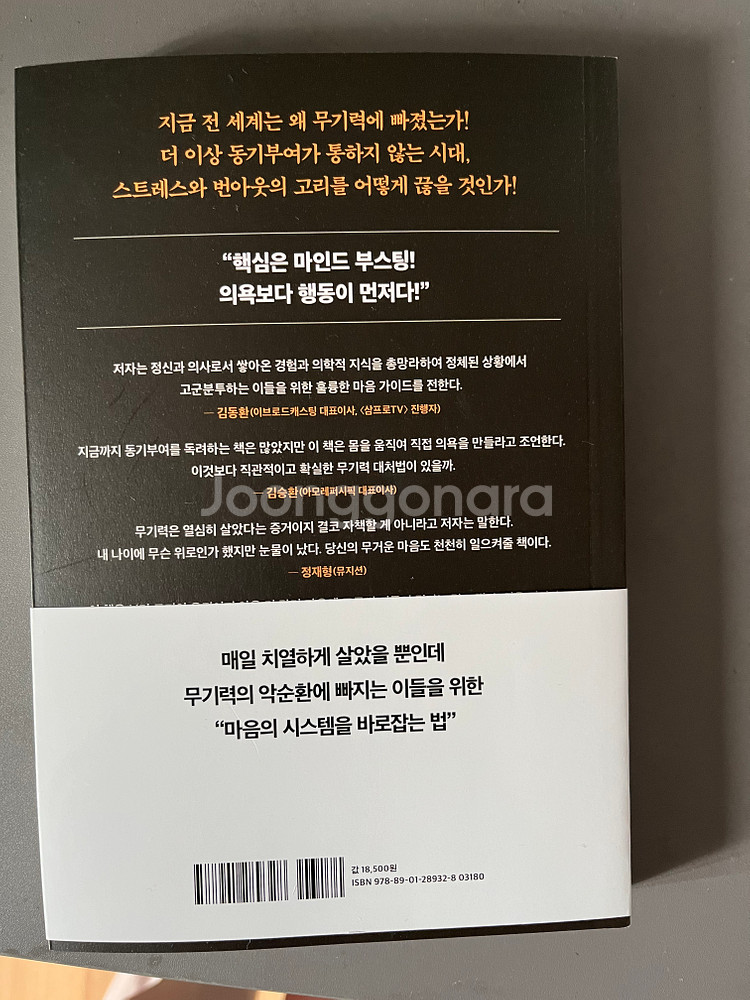 지금 전 세계는 왜 무기력에 빠졌는가!
더 이상 동기부여가 통하지 않는 시대,
스트레스와 번아웃의 고리를 어떻게 끊을 것인가!
“핵심은 마인드 부스팅!
의욕보다 행동이 먼저다!”
저자는 정신과 의사로서 쌓아온 경험과 의학적 지식을 총망라하여 정체된 상황에서
고군분투하는 이들을 위한 훌륭한 마음 가이드를 전한다.
— 김동환(이브로드캐스팅 대표이사, 〈삼프로TV〉 진행자)
지금까지 동기부여를 독려하는 책은 많았지만 이 책은 몸을 움직여 직접 의욕을 만들라고 조언한다.
이것보다 직관적이고 확실한 무기력 대처법이 있을까.
— 김승환(아모레퍼시픽 대표이사)
Joonggonara
무기력은 열심히 살았다는 증거이지 결코 자책할 게 아니라고 저자는 말한다.
내 나이에 무슨 위로인가 했지만 눈물이 났다. 당신의 무거운 마음도 천천히 일으켜줄 책이다.
— 정재형(뮤지션)
매일 치열하게 살았을 뿐인데
무기력의 악순환에 빠지는 이들을 위한
“마음의 시스템을 바로잡는 법”
값 18,500원
ISBN 978-89-01-28932-8 03180